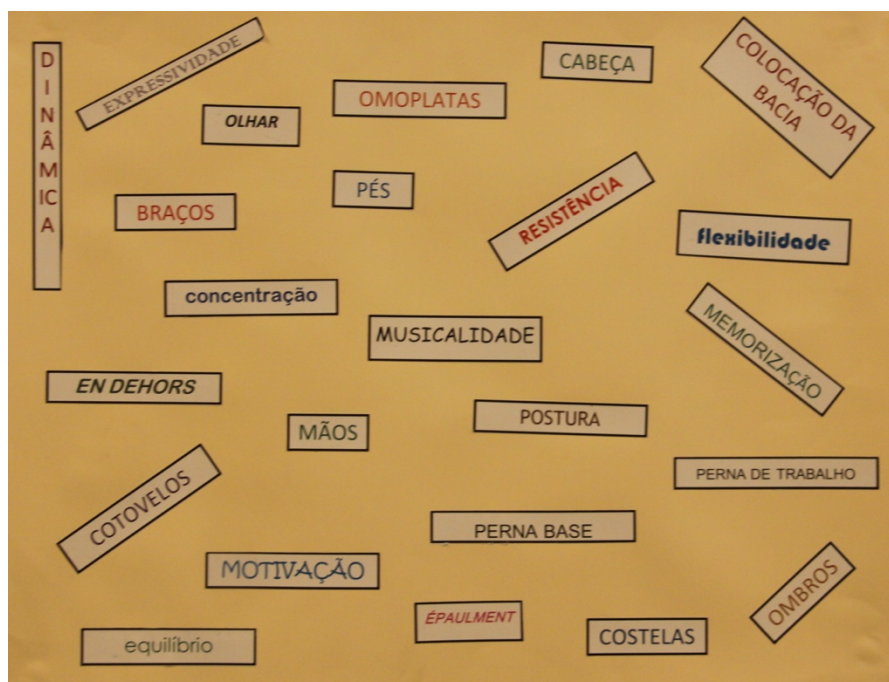 DINÂMICA
EXPRESSIVIDADE
CABEÇA
COLOCAÇÃO DA
BACIA
OMOPLATAS
OLHAR
PÉS
BRAÇOS
RESISTÊNCIA
flexibilidade
concentração
MUSICALIDADE
MEMORIZAÇÃO
EN DEHORS
MÃOS
POSTURA
PERNA DE TRABALHO
COTOVELOS
PERNA BASE
MOTIVAÇÃO
OMBROS
ÉPAULMENT
COSTELAS
equilíbrio